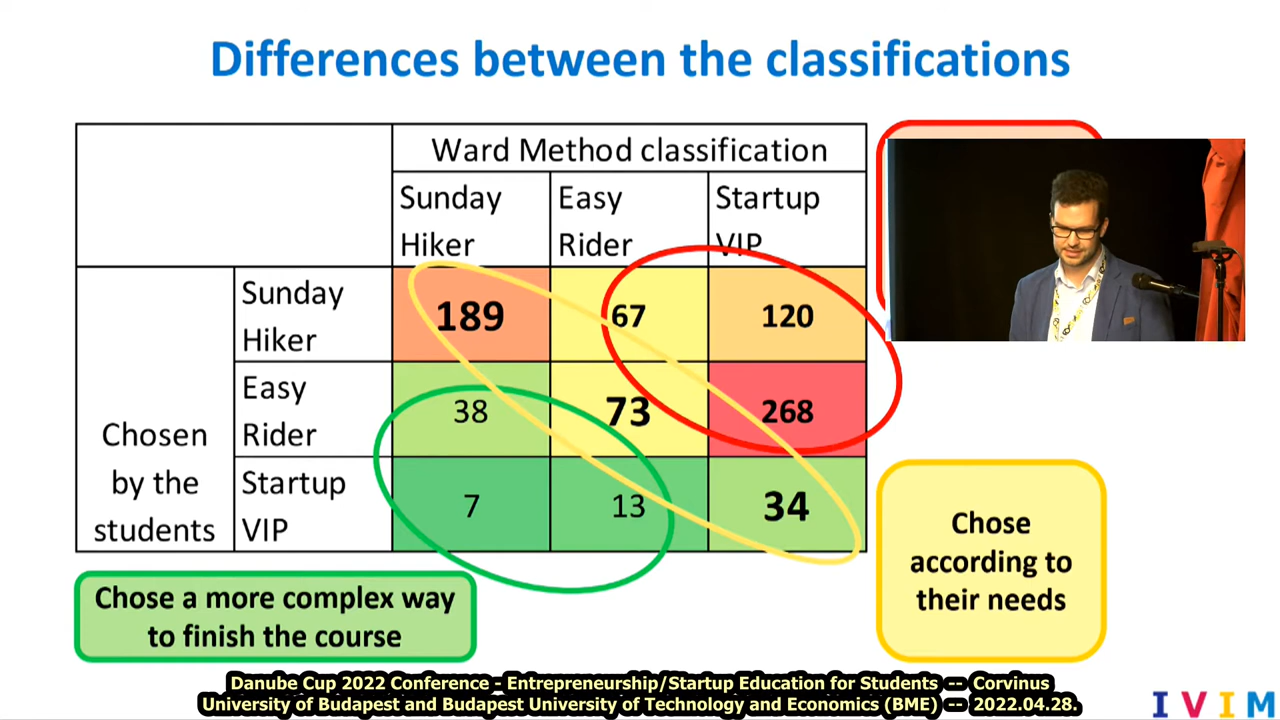 Differences between the classifications
Ward Method classification
Sunday
Hiker
Easy
Rider
Startup
VIP
Sunday
Hiker
189
67
120
Chosen
by the
students
Easy
Rider
38
73
268
Startup
VIP
7
13
34
Chose
according to
their needs
Chose a more complex way
to finish the course
Danube Cup 2022 Conference - Entrepreneurship/Startup Education for Students -- Corvinus
University of Budapest and Budapest University of Technology and Economics (BME) -- 2022.04.28.
IVIM